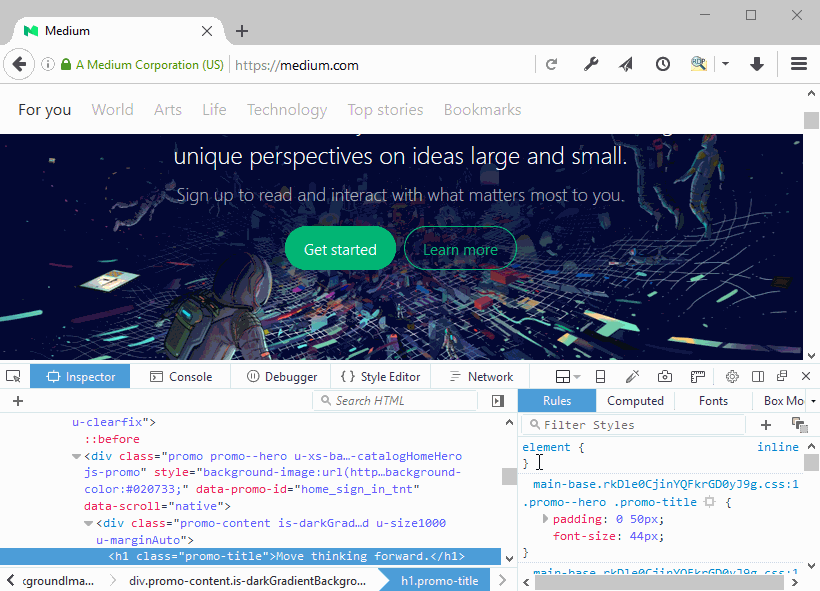 Medium
A Medium Corporation (US)
https://medium.com
For you World Arts Life Technology Top stories Bookmarks
unique perspectives on ideas large and small.
Sign up to read and interact with what matters most to you.
Get started Learn more
Inspector Console Debugger Style Editor Network
+ Search HTML
Rules Computed Fonts Box Mo
Filter Styles +
u-clearfix">
::before
<div class="promo promo--hero u-xs-ba…-catalogHomeHero
js-promo" style="background-image:url(http…background-
color:#020733;" data-promo-id="home_sign_in_tnt"
data-scroll="native">
<div class="promo-content is-darkGrad…d u-size1000
u-marginAuto">
<h1 class="promo-title">Move thinking forward.</h1>
element { inline
}
main-base.rkDle0CjinYQFkrGD0yJ9g.css:1
.promo--hero .promo-title {
padding: 0 50px;
font-size: 44px;
}
main-base.rkDle0CjinYQFkrGD0yJ9g.css:1
kgroundIma… div.promo-content.is-darkGradientBackgro… h1.promo-title